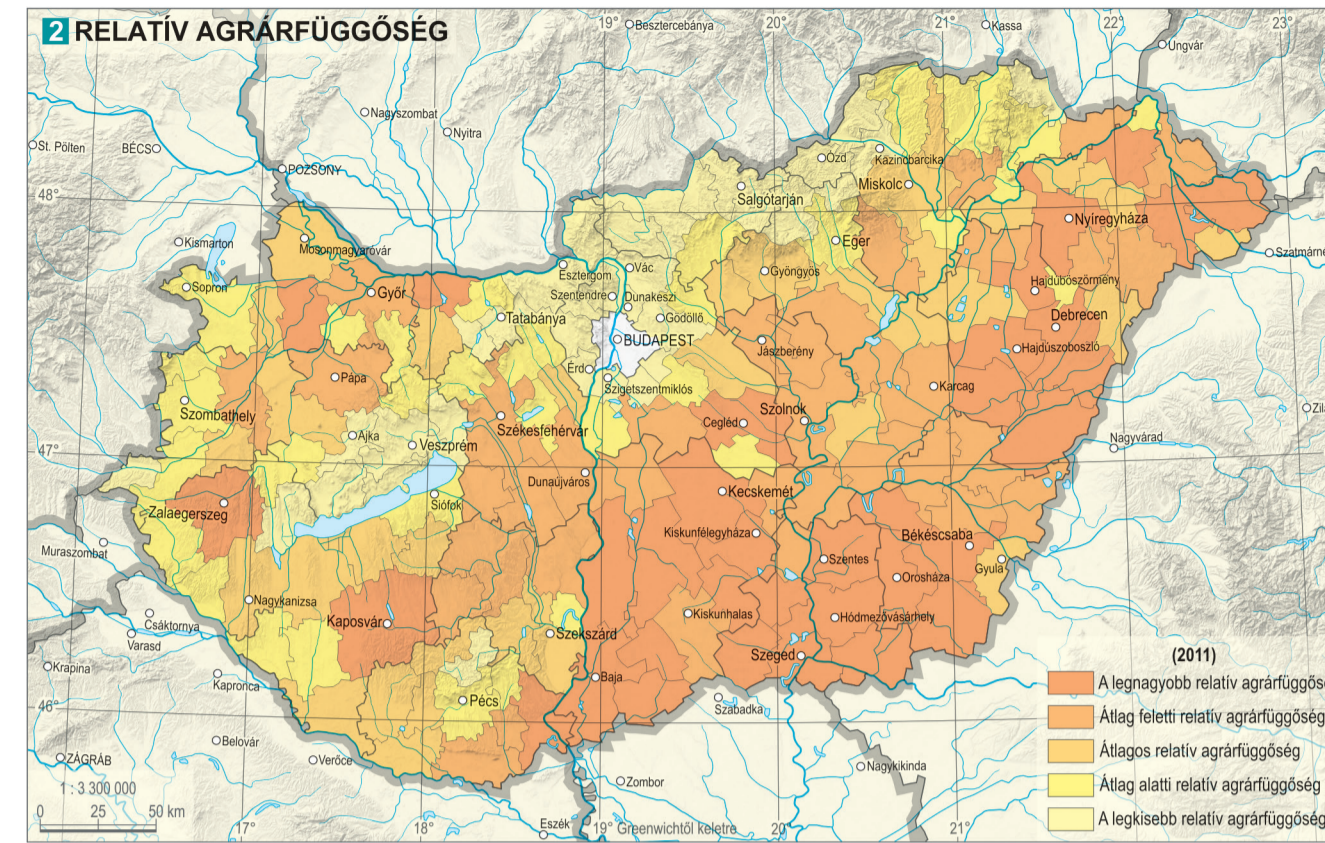 2 RELATÍV AGRÁRFÜGGŐSÉG
19°
20°
21°
22°
23°
Besztercebánya
Kassa
Ungvár
Nagyszombat
Nyitra
St. Pölten
BÉCS
POZSONY
Ózd
Kazincbarcika
Miskolc
Salgótarján
48°
48°
Nyíregyháza
Kismarton
Mosonmagyaróvár
Eger
Szatmárné
Vác
Esztergom
Gyöngyös
Sopron
Győr
Szentendre
Dunakeszi
Hajdúböszörmény
Tatabánya
Gödöllő
Debrecen
BUDAPEST
Jászberény
Hajdúszoboszló
Érd
Pápa
Szigetszentmiklós
Karcag
Szombathely
Cegléd
Szolnok
Zil
Székesfehérvár
Ajka
Veszprém
Nagyvárad
47°
47°
Dunaújváros
Kecskemét
Zalaegerszeg
Siófok
Kiskunfélegyháza
Békéscsaba
Muraszombat
Szentes
Gyula
Orosháza
Nagykanizsa
Kaposvár
Kiskunhalas
Hódmezővásárhely
Csáktornya
Szekszárd
Varasd
Szeged
(2011)
Krapina
Baja
A legnagyobb relatív agrárfüggősé
Kapronca
Pécs
Szabadka
46°
46°
Átlag feletti relatív agrárfüggőség
Belovár
Átlagos relatív agrárfüggőség
ZÁGRÁB
Verőce
Nagykikinda
Zombor
Átlag alatti relatív agrárfüggőség
1 : 3 300 000
0 25 50 km
A legkisebb relatív agrárfüggőség
17°
18°
Eszék
19° Greenwichtől keletre
20°
21°